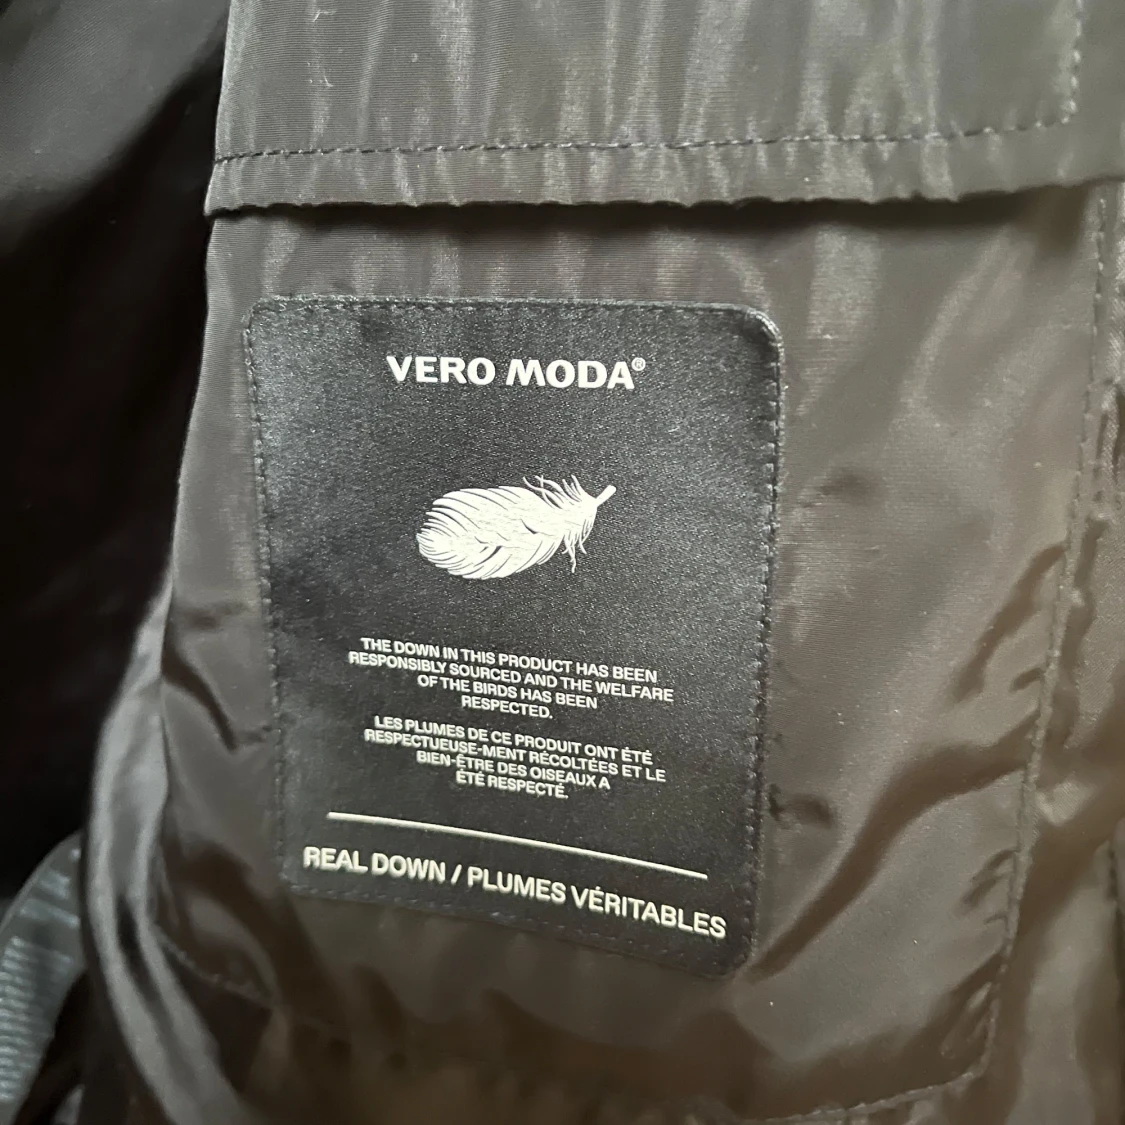 VERO MODA®
THE DOWN IN THIS PRODUCT HAS BEEN
RESPONSIBLY SOURCED AND THE WELFARE
OF THE BIRDS HAS BEEN
RESPECTED.
LES PLUMES DE CE PRODUIT ONT ÉTÉ
RESPECTUEUSE-MENT RÉCOLTÉES ET LE
BIEN-ÊTRE DES OISEAUX A
ÉTÉ RESPECTÉ.
REAL DOWN / PLUMES VÉRITABLES